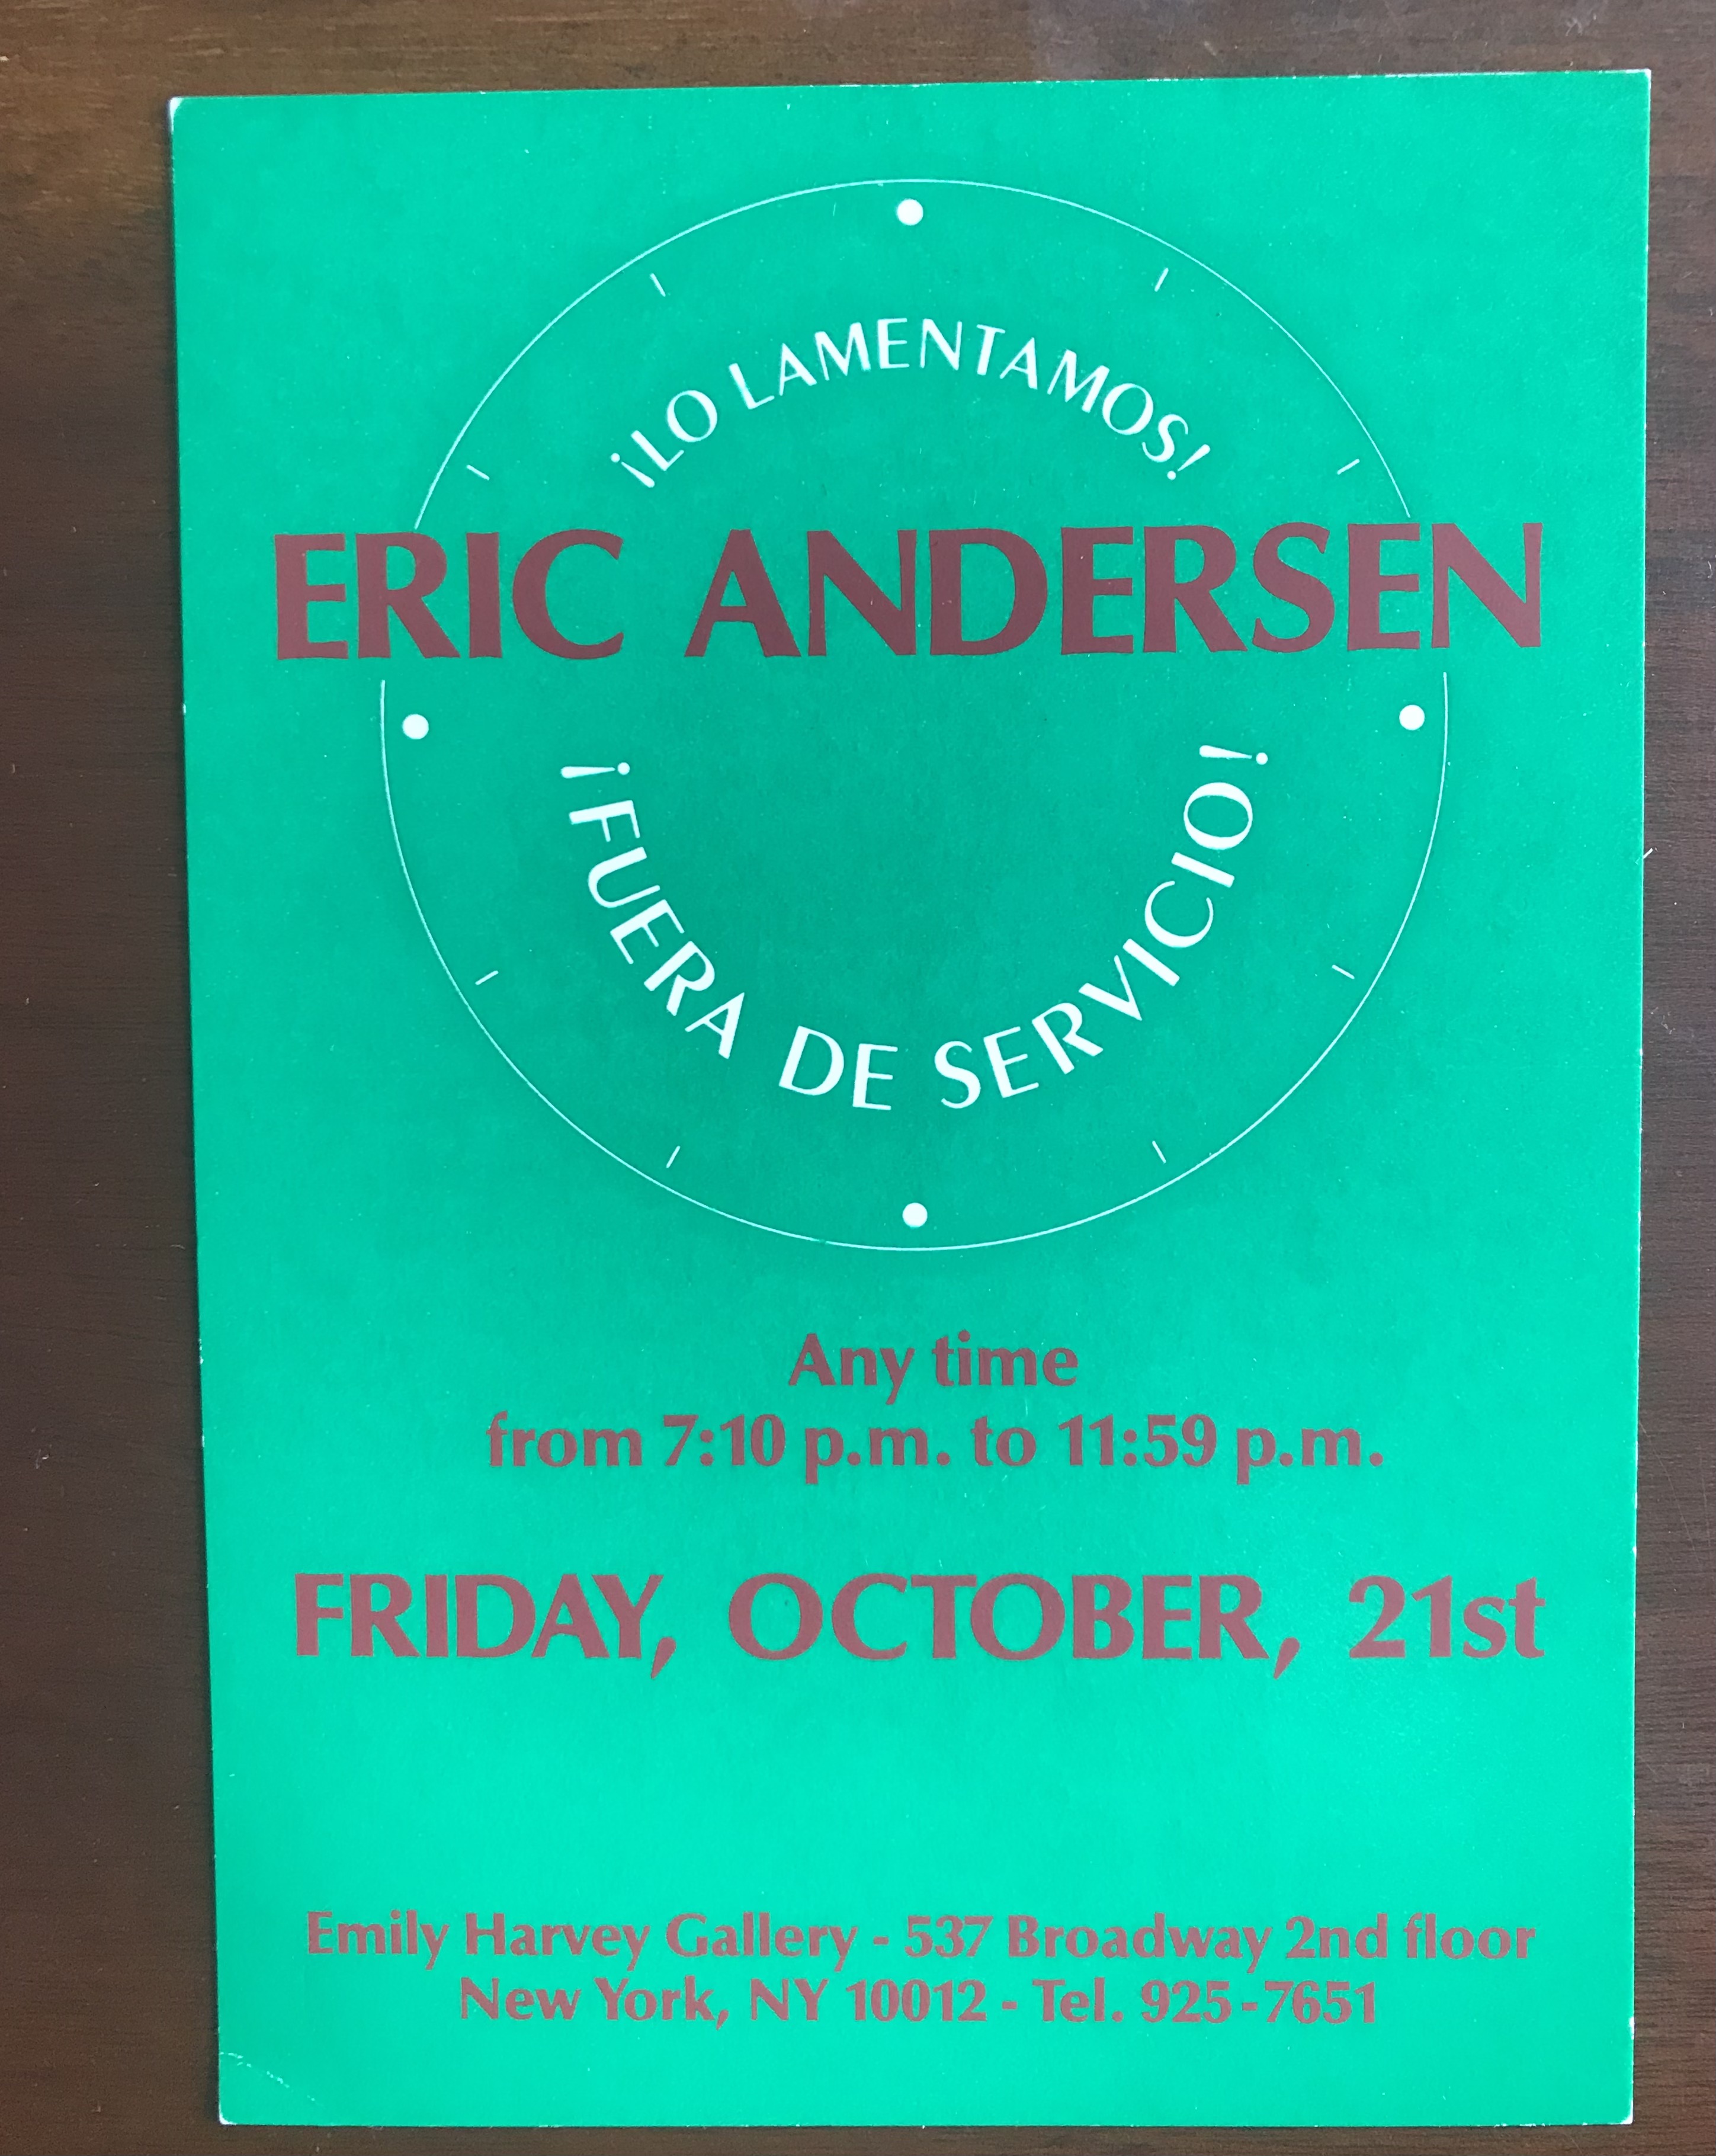 ¡LO LAMENTAMOS!
ERIC ANDERSEN
¡FUERA DE SERVICIO!
Any time
from 7:10 p.m. to 11:59 p.m.
FRIDAY, OCTOBER, 21st
Emily Harvey Gallery - 537 Broadway 2nd floor
New York, NY 10012 - Tel. 925-7651